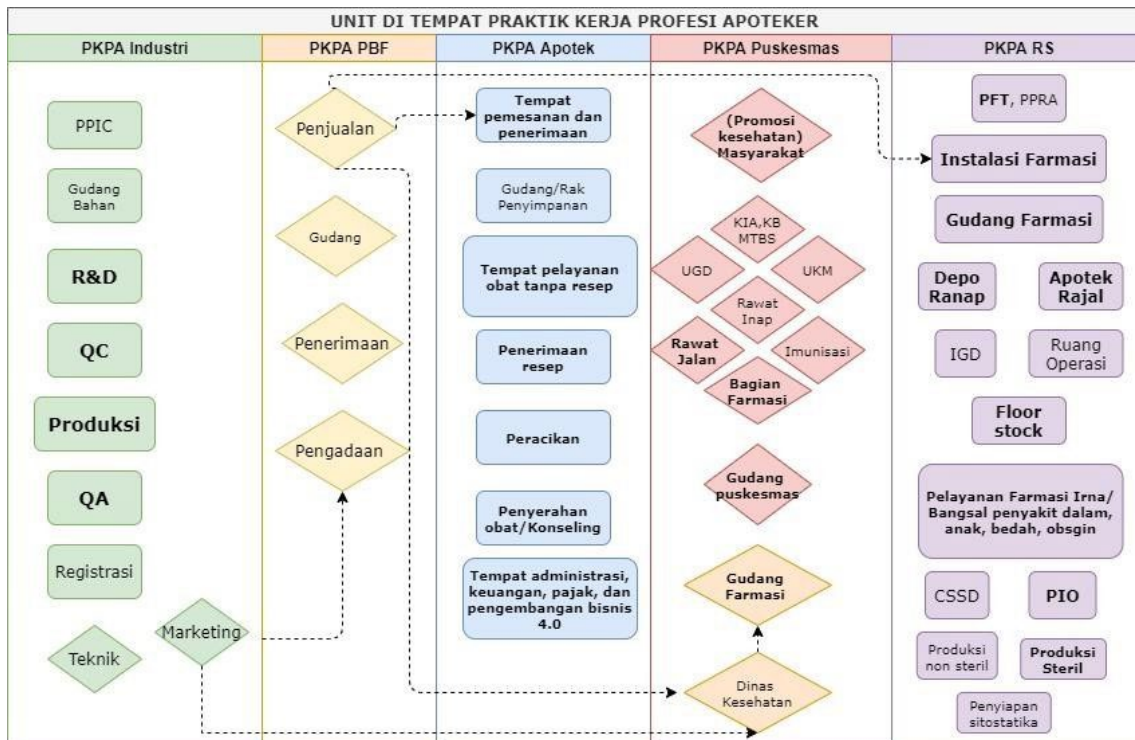 UNIT DI TEMPAT PRAKTIK KERJA PROFESI APOTEKER
PKPA Industri
PPIC
Gudang
Bahan
R&D
QC
Produksi
QA
Registrasi
Marketing
Teknik
PKPA PBF
Penjualan
Gudang
Penerimaan
Pengadaan
PKPA Apotek
Tempat
pemesanan dan
penerimaan
Gudang/Rak
Penyimpanan
Tempat pelayanan
obat tanpa resep
Penerimaan
resep
Peracikan
Penyerahan
obat/Konseling
Tempat administrasi,
keuangan, pajak, dan
pengembangan bisnis
4.0
PKPA Puskesmas
(Promosi
kesehatan)
Masyarakat
KIA,KB
MTBS
UGD
UKM
Rawat
Inap
Rawat
Jalan
Imunisasi
Bagian
Farmasi
Gudang
puskesmas
Gudang
Farmasi
Dinas
Kesehatan
PKPA RS
PFT, PPRA
Instalasi Farmasi
Gudang Farmasi
Depo
Ranap
Apotek
Rajal
IGD
Ruang
Operasi
Floor
stock
Pelayanan Farmasi Irna/
Bangsal penyakit dalam,
anak, bedah, obsgin
CSSD
PIO
Produksi
non steril
Produksi
Steril
Penyiapan
sitostatika